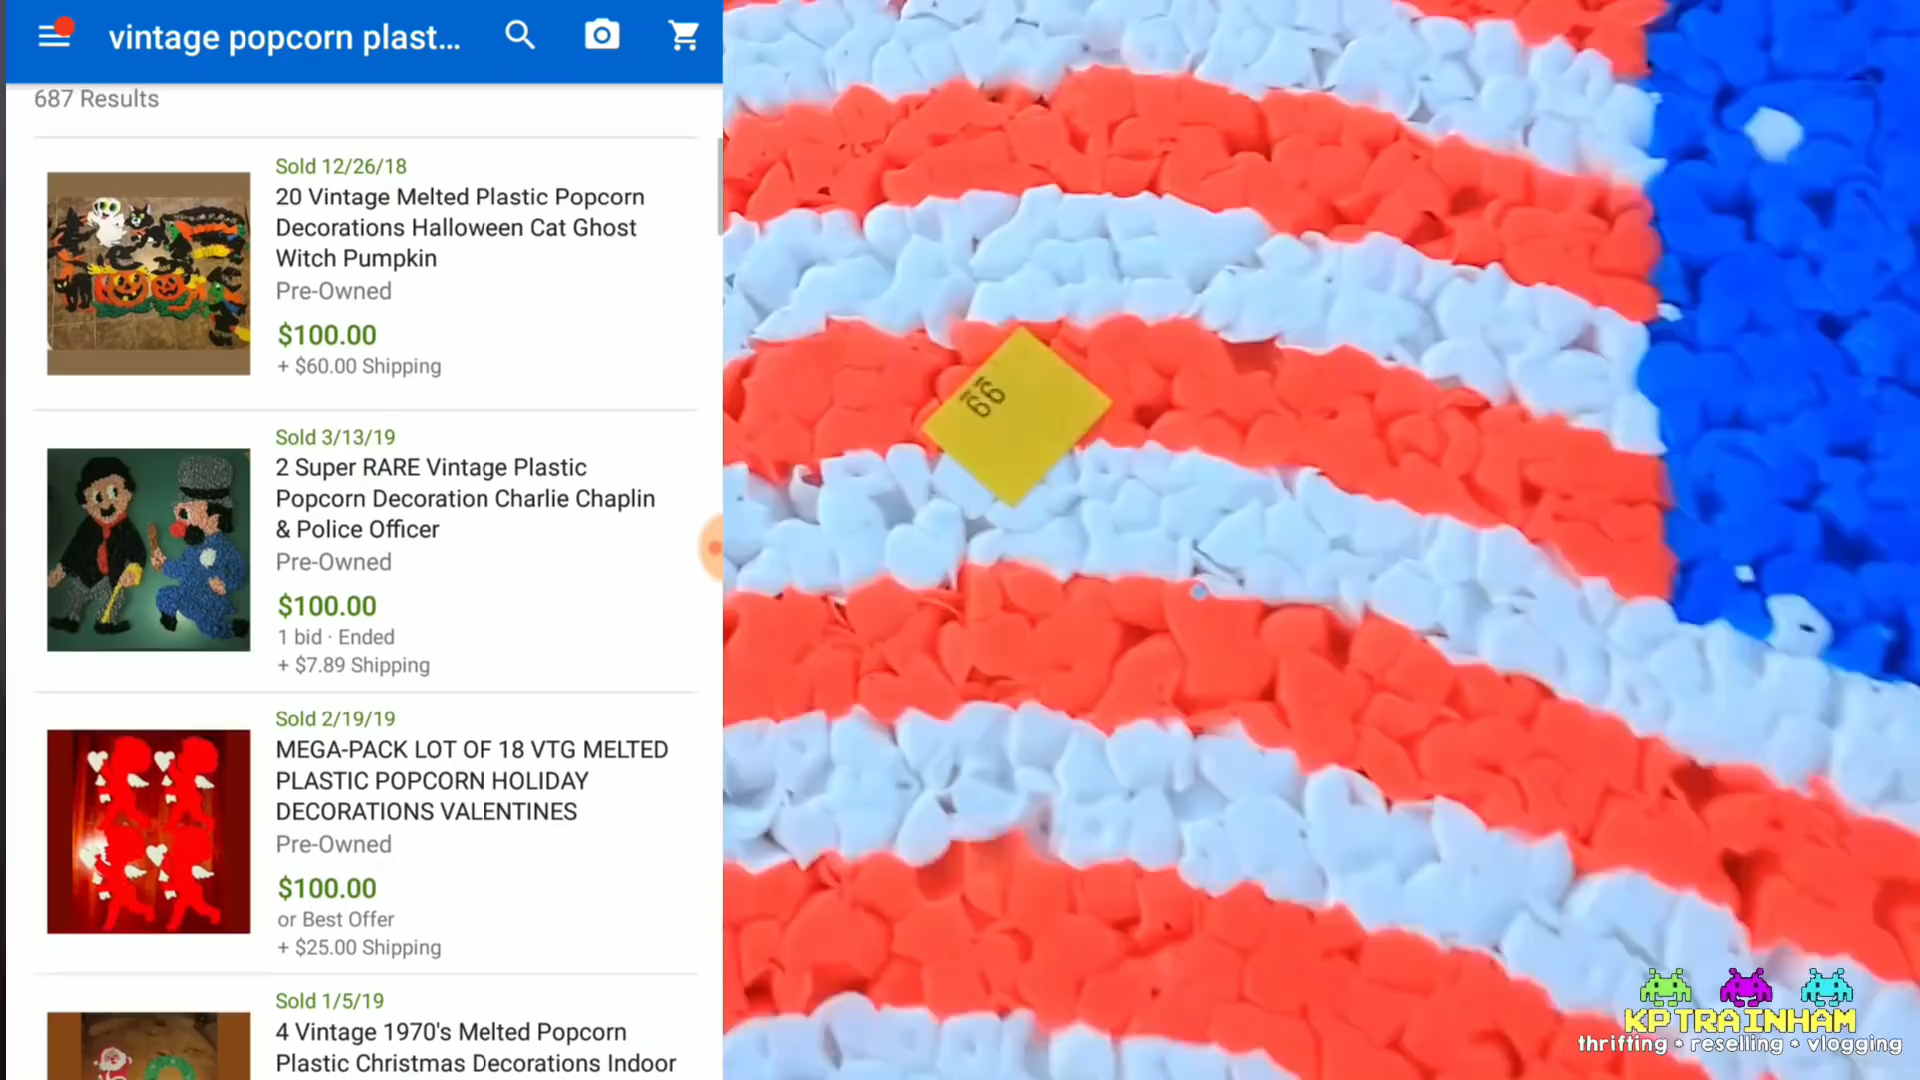 vintage popcorn plast...
687 Results
Sold 12/26/18
20 Vintage Melted Plastic Popcorn
Decorations Halloween Cat Ghost
Witch Pumpkin
Pre-Owned
$100.00
+ $60.00 Shipping
Sold 3/13/19
2 Super RARE Vintage Plastic
Popcorn Decoration Charlie Chaplin
& Police Officer
Pre-Owned
$100.00
1 bid · Ended
+ $7.89 Shipping
Sold 2/19/19
MEGA-PACK LOT OF 18 VTG MELTED
PLASTIC POPCORN HOLIDAY
DECORATIONS VALENTINES
Pre-Owned
$100.00
or Best Offer
+ $25.00 Shipping
Sold 1/5/19
4 Vintage 1970's Melted Popcorn
Plastic Christmas Decorations Indoor
KPTRAINHAM
thrifting • reselling • vlogging